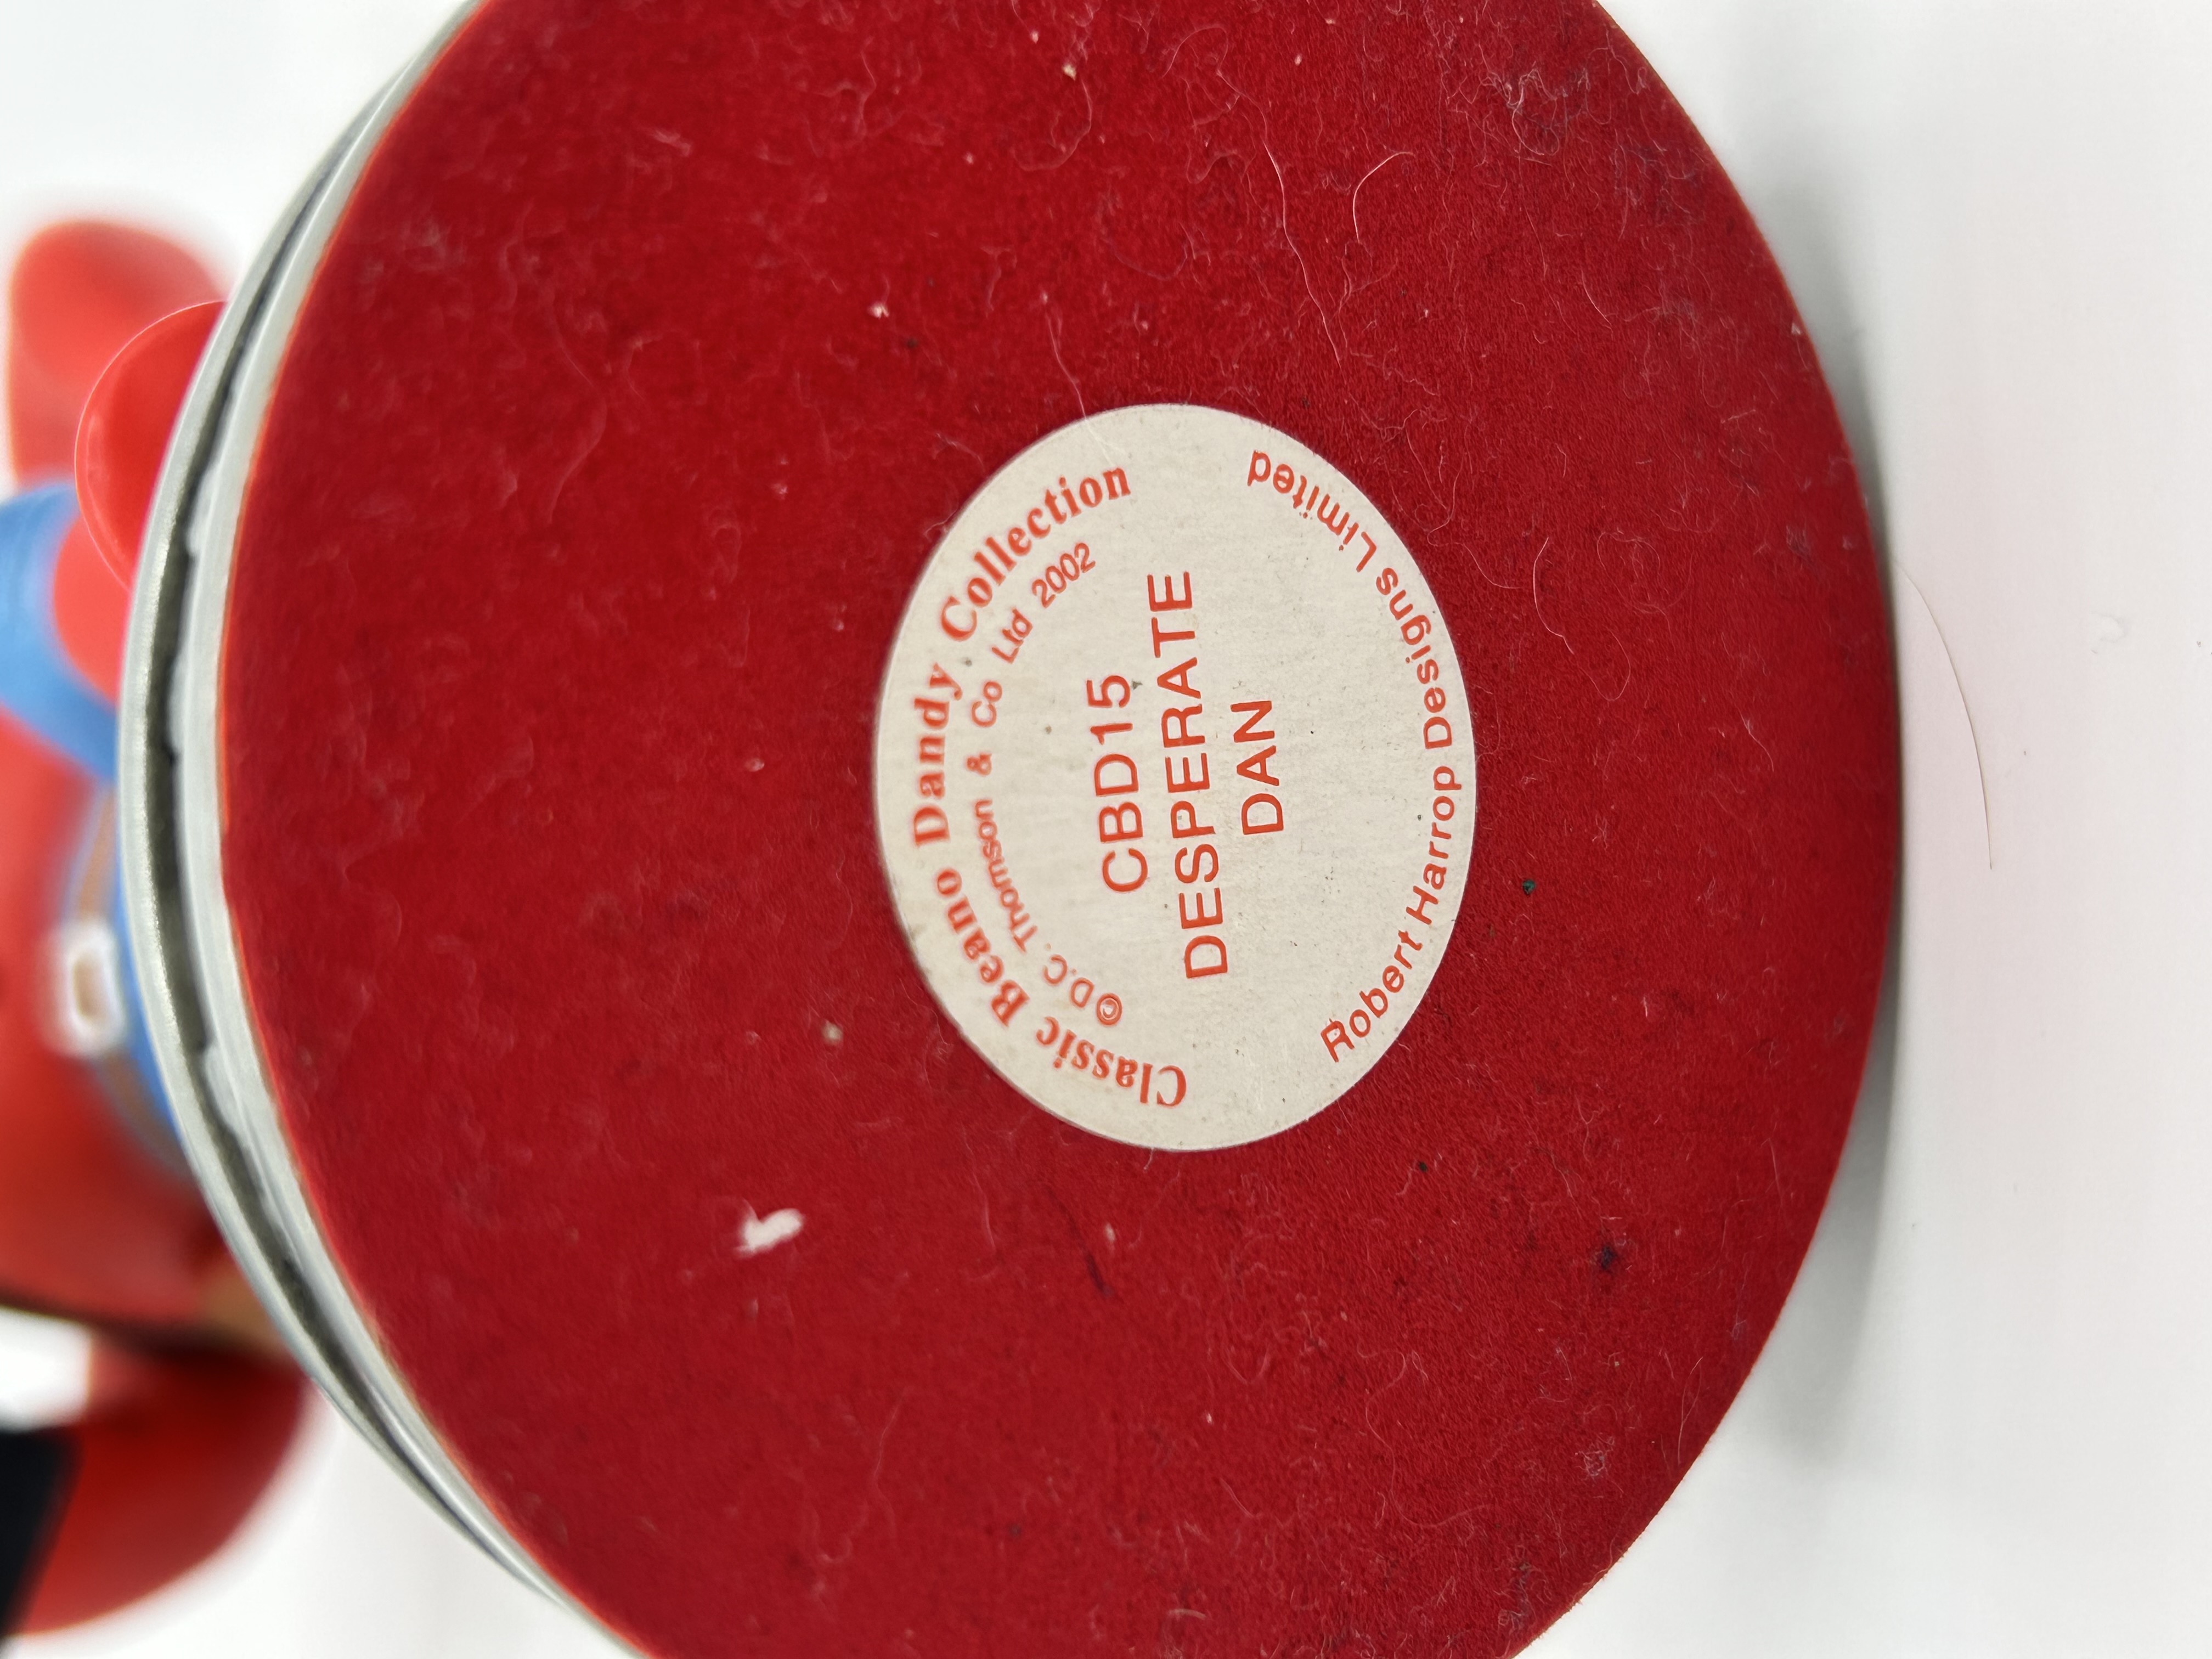 Classic Beano Dandy Collection
©D.C. Thomson & Co Ltd 2002
CBD15
DESPERATE
DAN
Robert Harrop Designs Limited